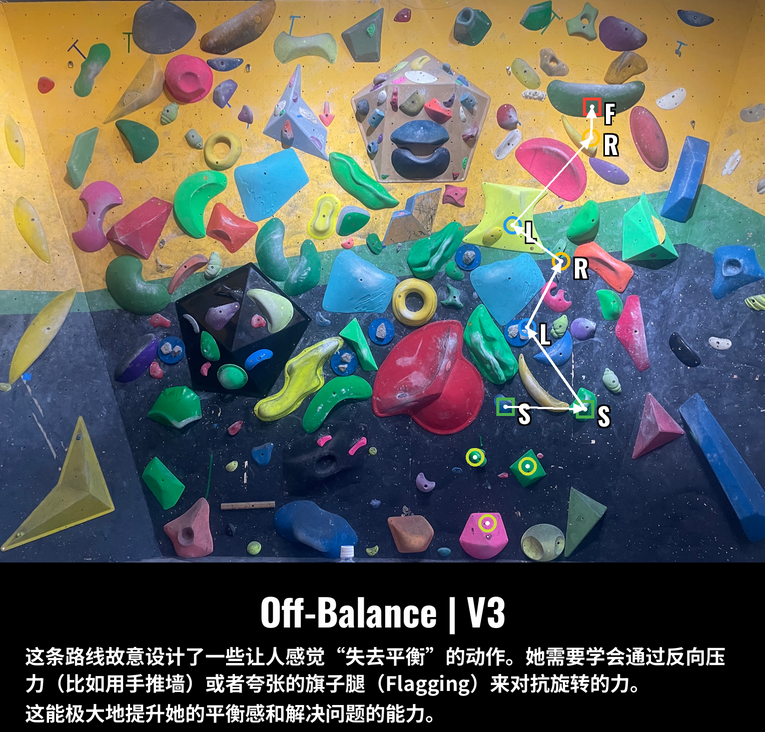 F
R
L
R
L
S
S
Off-Balance | V3
这条路线故意设计了一些让人感觉“失去平衡”的动作。她需要学会通过反向压
力（比如用手推墙）或者夸张的旗子腿（Flagging）来对抗旋转的力。
这能极大地提升她的平衡感和解决问题的能力。